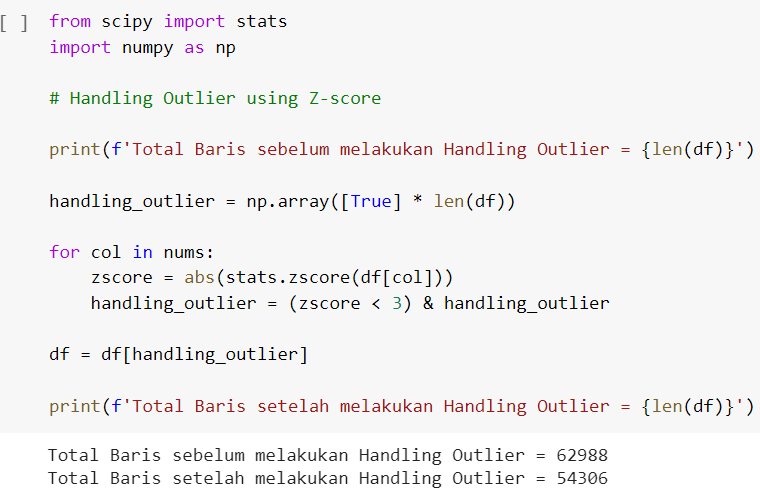 [ ] from scipy import stats
import numpy as np
# Handling Outlier using Z-score
print(f'Total Baris sebelum melakukan Handling Outlier = {len(df)}')
handling_outlier = np.array([True] * len(df))
for col in nums:
    zscore = abs(stats.zscore(df[col]))
    handling_outlier = (zscore < 3) & handling_outlier
df = df[handling_outlier]
print(f'Total Baris setelah melakukan Handling Outlier = {len(df)}')
Total Baris sebelum melakukan Handling Outlier = 62988
Total Baris setelah melakukan Handling Outlier = 54306